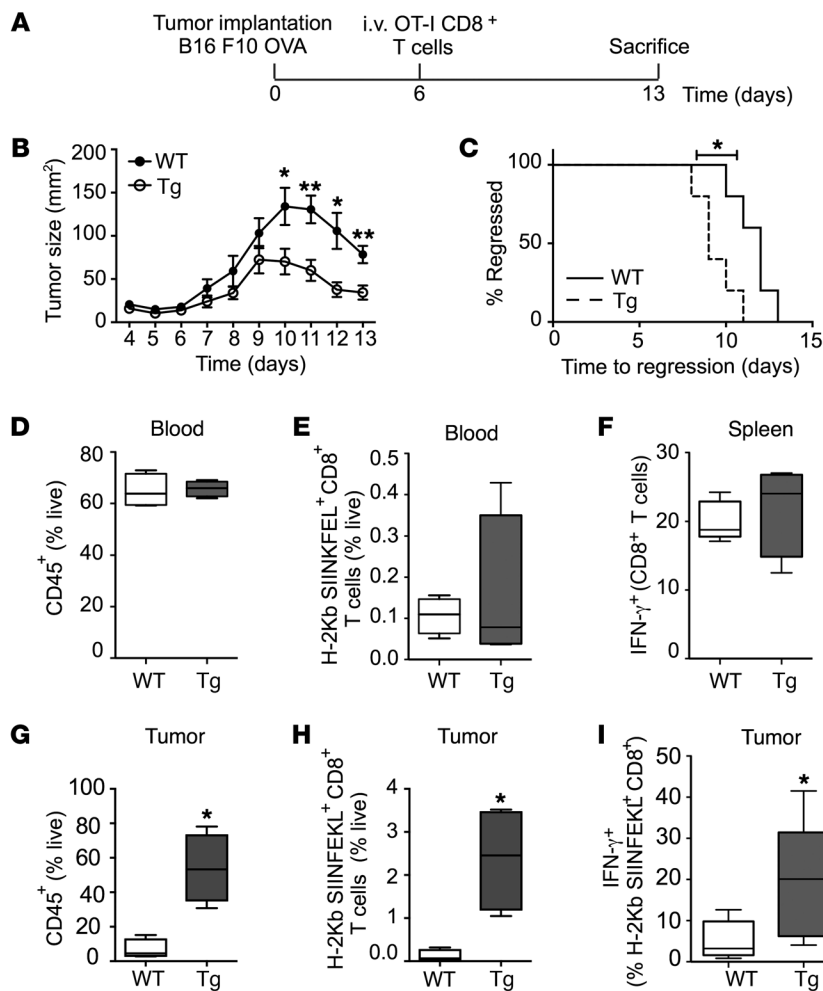 A
Tumor implantation
B16 F10 OVA
i.v. OT-I CD8 +
T cells
Sacrifice
0
6
13
Time (days)
B
WT
Tg
Tumor size (mm²)
200
150
100
50
0
* ** * **
4 5 6 7 8 9 10 11 12 13
Time (days)
C
*
% Regressed
100
50
0
WT
Tg
0 5 10 15
Time to regression (days)
D
Blood
CD45⁺ (% live)
80
60
40
60
0
WT Tg
E
Blood
H-2Kb SIINKFEL⁺ CD8⁺
T cells (% live)
0.5
0.4
0.3
0.2
0.1
0.0
WT Tg
F
Spleen
IFN-γ⁺ (CD8⁺ T cells)
30
20
10
0
WT Tg
G
Tumor
CD45⁺ (% live)
100
80
60
40
20
0
*
WT Tg
H
Tumor
H-2Kb SIINFEKL⁺ CD8⁺
T cells (% live)
4
3
2
1
0.0
*
WT Tg
I
Tumor
IFN-γ⁺
(% H-2Kb SIINFEKL⁺ CD8⁺)
50
40
30
20
10
0
*
WT Tg